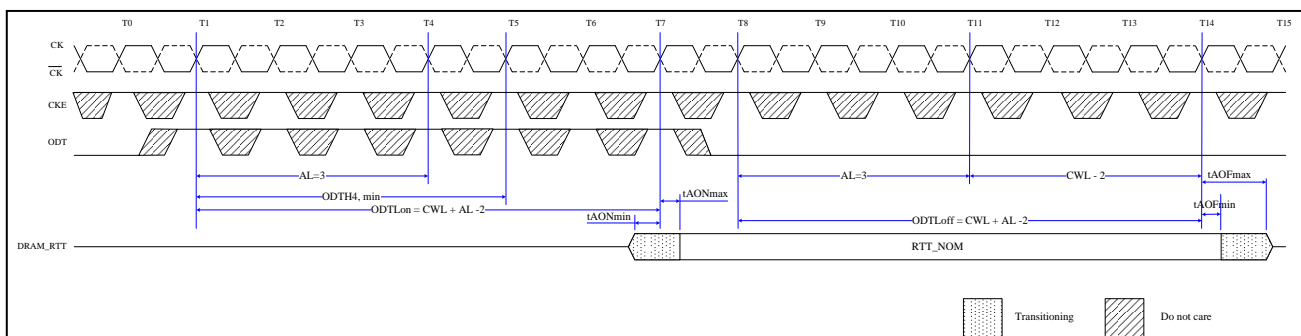 T0 T1 T2 T3 T4 T5 T6 T7 T8 T9 T10 T11 T12 T13 T14 T15
CK
CK
CKE
ODT
AL=3 AL=3 CWL - 2 tAOFmax
ODTH4, min tAONmax
ODTLon = CWL + AL -2
tAONmin ODTLoff = CWL + AL -2 tAOFmin
DRAM_RTT RTT_NOM
Transitioning Do not care